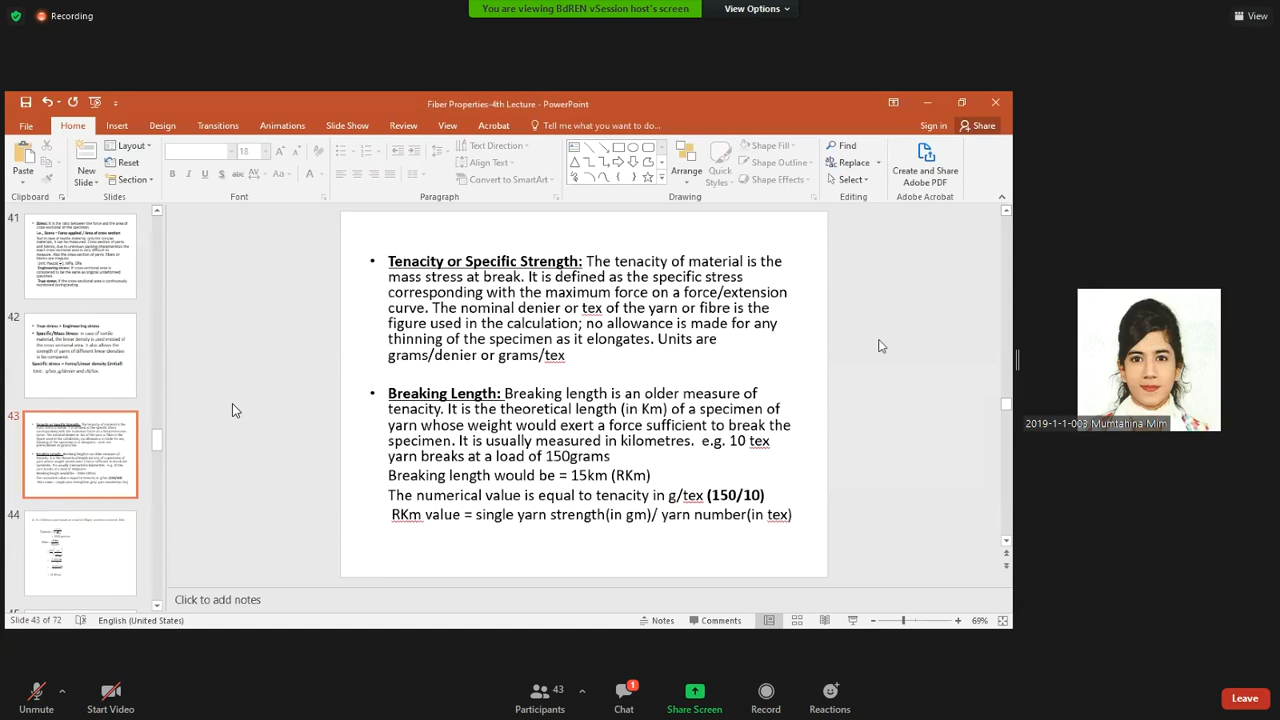 You are viewing BdREN vSession host's screen
View Options
Recording
View
Fiber Properties-4th Lecture - PowerPoint
File
Home
Insert
Design
Transitions
Animations
Slide Show
Review
View
Acrobat
Tell me what you want to do...
Sign in
Share
Paste
Clipboard
New
Slide
Layout
Reset
Section
Slides
18
Font
Text Direction
Align Text
Convert to SmartArt
Paragraph
Arrange
Quick
Styles
Shape Fill
Shape Outline
Shape Effects
Drawing
Find
Replace
Select
Editing
Create and Share
Adobe PDF
Adobe Acrobat
41
42
43
44
• Tenacity or Specific Strength: The tenacity of material is the
mass stress at break. It is defined as the specific stress
corresponding with the maximum force on a force/extension
curve. The nominal denier or tex of the yarn or fibre is the
figure used in the calculation; no allowance is made for any
thinning of the specimen as it elongates. Units are
grams/denier or grams/tex
• Breaking Length: Breaking length is an older measure of
tenacity. It is the theoretical length (in Km) of a specimen of
yarn whose weight would exert a force sufficient to break the
specimen. It is usually measured in kilometres. e.g. 10 tex
yarn breaks at a load of 150grams
Breaking length would be = 15km (RKm)
The numerical value is equal to tenacity in g/tex (150/10)
RKm value = single yarn strength(in gm)/ yarn number(in tex)
Click to add notes
Slide 43 of 72
English (United States)
Notes
Comments
69%
2019-1-1-003 Mumtahina Mim
Unmute
Start Video
43
Participants
1
Chat
Share Screen
Record
Reactions
Leave